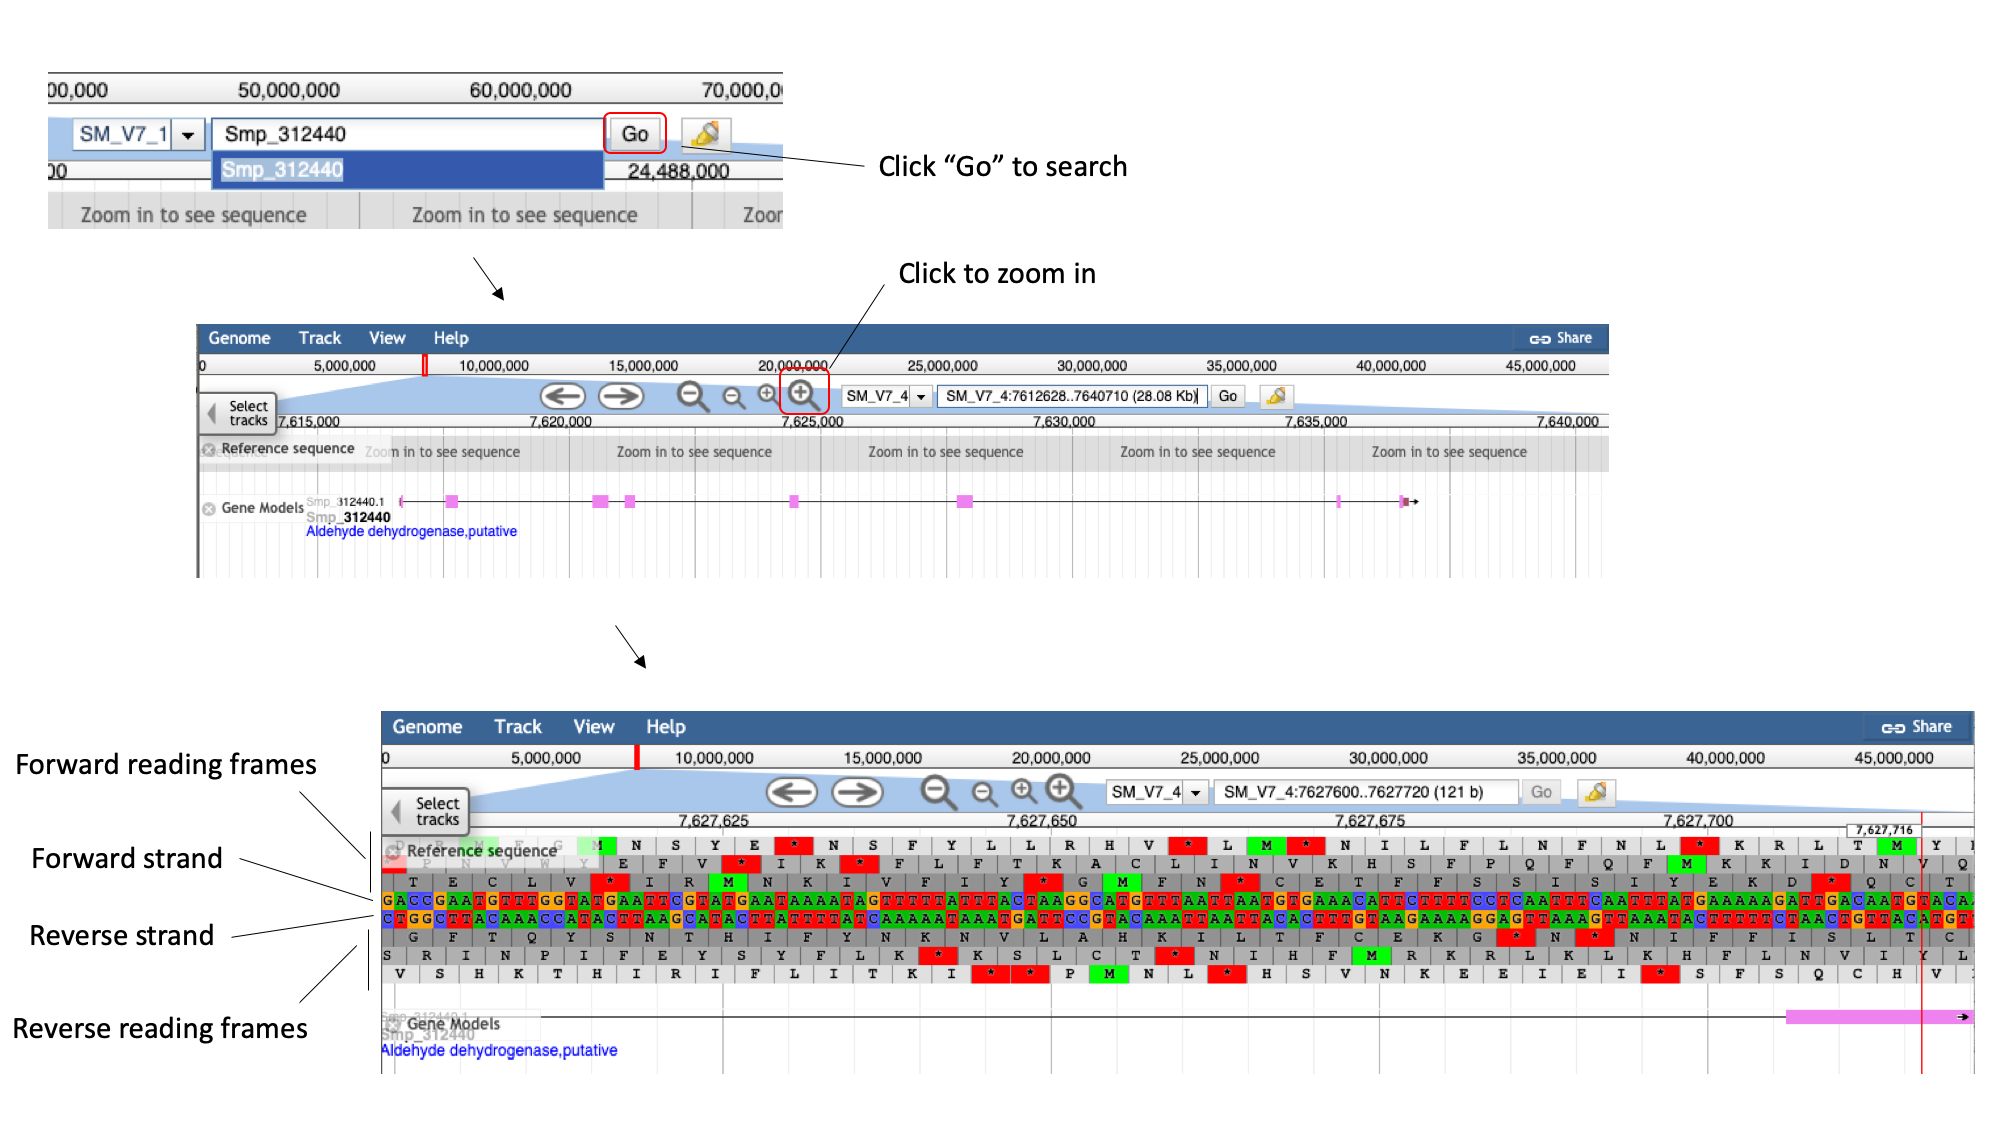 00,000 50,000,000 60,000,000 70,000,0
SM_V7_1 Smp_312440 Go
Smp_312440
00 24,488,000
Zoom in to see sequence Zoom in to see sequence Zoom
Click “Go” to search
Click to zoom in
Genome Track View Help Share
0 5,000,000 10,000,000 15,000,000 20,000,000 25,000,000 30,000,000 35,000,000 40,000,000 45,000,000
SM_V7_4 SM_V7_4:7612628..7640710 (28.08 Kb) Go
Select
tracks
7,615,000 7,620,000 7,625,000 7,630,000 7,635,000 7,640,000
Reference sequence Zoom in to see sequence Zoom in to see sequence Zoom in to see sequence Zoom in to see sequence Zoom in to see sequence
Gene Models
Smp_312440.1
Smp_312440
Aldehyde dehydrogenase,putative
Genome Track View Help Share
0 5,000,000 10,000,000 15,000,000 20,000,000 25,000,000 30,000,000 35,000,000 40,000,000 45,000,000
SM_V7_4 SM_V7_4:7627600..7627720 (121 b) Go
Select
tracks
7,627,625 7,627,650 7,627,675 7,627,700
7,627,716
Forward reading frames
Forward strand
Reverse strand
Reverse reading frames
Reference sequence
N S Y E * N S F Y L L R H V * L M * N I L F L N F N L * K R L T M Y
E F V * I K * F L F T K A C L I N V K H S F P Q F Q F M K K I D N V Q
T E C L V * I R M N K I V F I Y * G M F N * C E T F F S S I S I Y E K D * Q C T
GACCGAATGTTTGGTATGAATTCGTATGAATAAAATAGTTTTTATTTACTAAGGCATGTTTAATTAATGTGAAACATTCTTTTCCTCAATTTCAATTTATGAAAAAGATTGACAATGTACA
CTGGCTTACAAACCATACTTAAGCATACTTATTTTATCAAAAATAAATGATTCCGTACAAATTAATTACACTTTGTAAGAAAAGGAGTTAAAGTTAAATACTTTTTCTAACTGTTACATGT
G F T Q Y S N T H I F Y N K N V L A H K I L T F C E K G * N * N I F F I S L T C
S R I N P I F E Y S Y F L K * K S L C T * N I H F M R K R L K L K H F L N V I Y L
V S H K T H I R I F L I T K I * * P M N L * H S V N K E E I E I * S F S Q C H V
Gene Models
Smp_312440.1
Smp_312440
Aldehyde dehydrogenase,putative